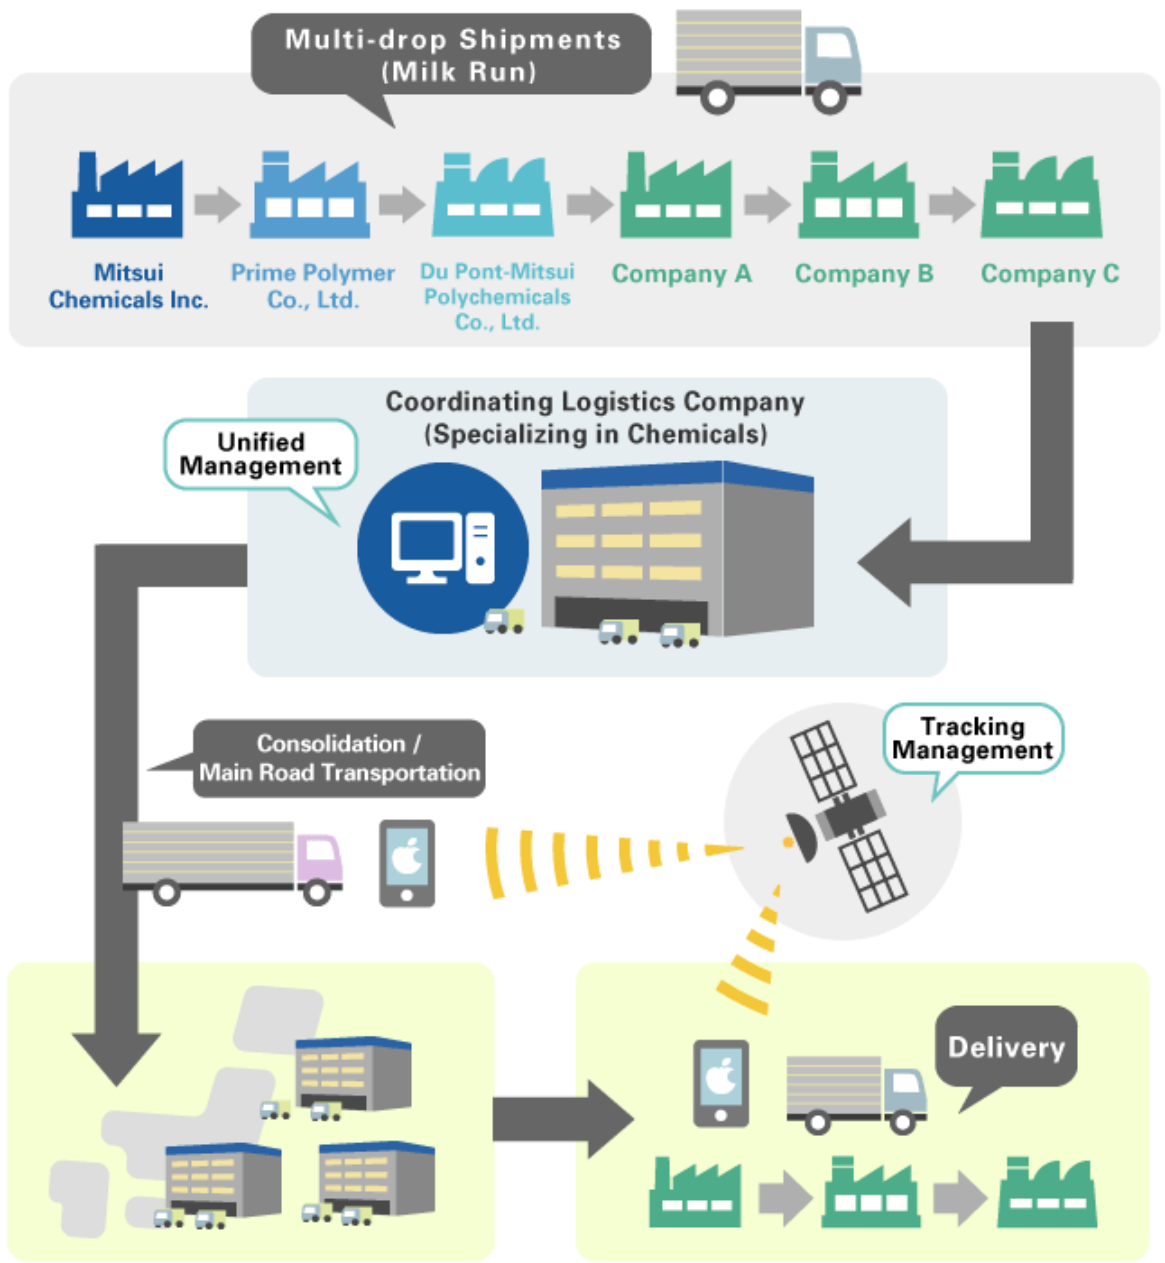 Multi-drop Shipments
(Milk Run)
Mitsui
Chemicals Inc.
Prime Polymer
Co., Ltd.
Du Pont-Mitsui
Polychemicals
Co., Ltd.
Company A
Company B
Company C
Coordinating Logistics Company
(Specializing in Chemicals)
Unified
Management
Consolidation /
Main Road Transportation
Tracking
Management
Delivery